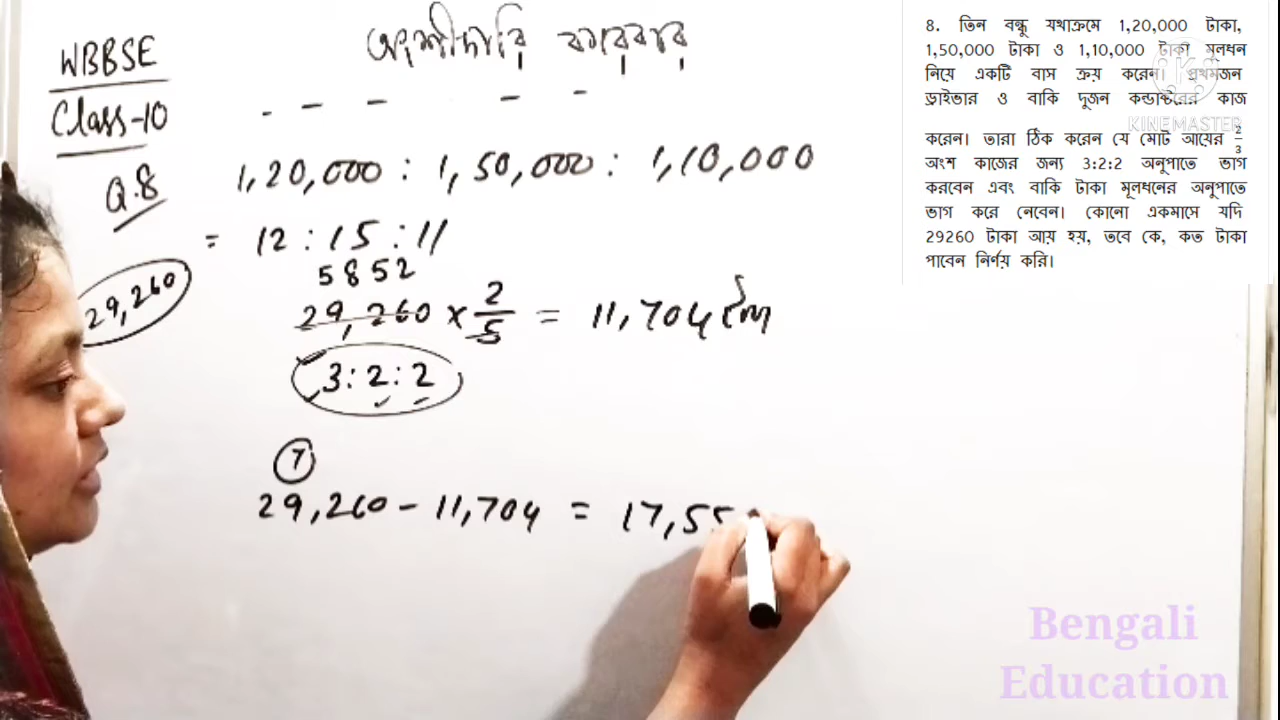 WBBSE
Class-10
Q.8
অংশীদারি কারবার
1,20,000 : 1,50,000 : 1,10,000
= 12 : 15 : 11
29,260
5852
29,260 × 2/5 = 11,704 টাকা
3:2:2
7
29,260 - 11,704 = 17,55
8. তিন বন্ধু যথাক্রমে 1,20,000 টাকা,
1,50,000 টাকা ও 1,10,000 টাকা মূলধন
নিয়ে একটি বাস ক্রয় করেন। প্রথমজন
ড্রাইভার ও বাকি দুজন কন্ডাক্টরের কাজ
করেন। তারা ঠিক করেন যে মোট আয়ের 2/3
অংশ কাজের জন্য 3:2:2 অনুপাতে ভাগ
করবেন এবং বাকি টাকা মূলধনের অনুপাতে
ভাগ করে নেবেন। কোনো একমাসে যদি
29260 টাকা আয় হয়, তবে কে, কত টাকা
পাবেন নির্ণয় করি।
KINEMASTER
Bengali
Education